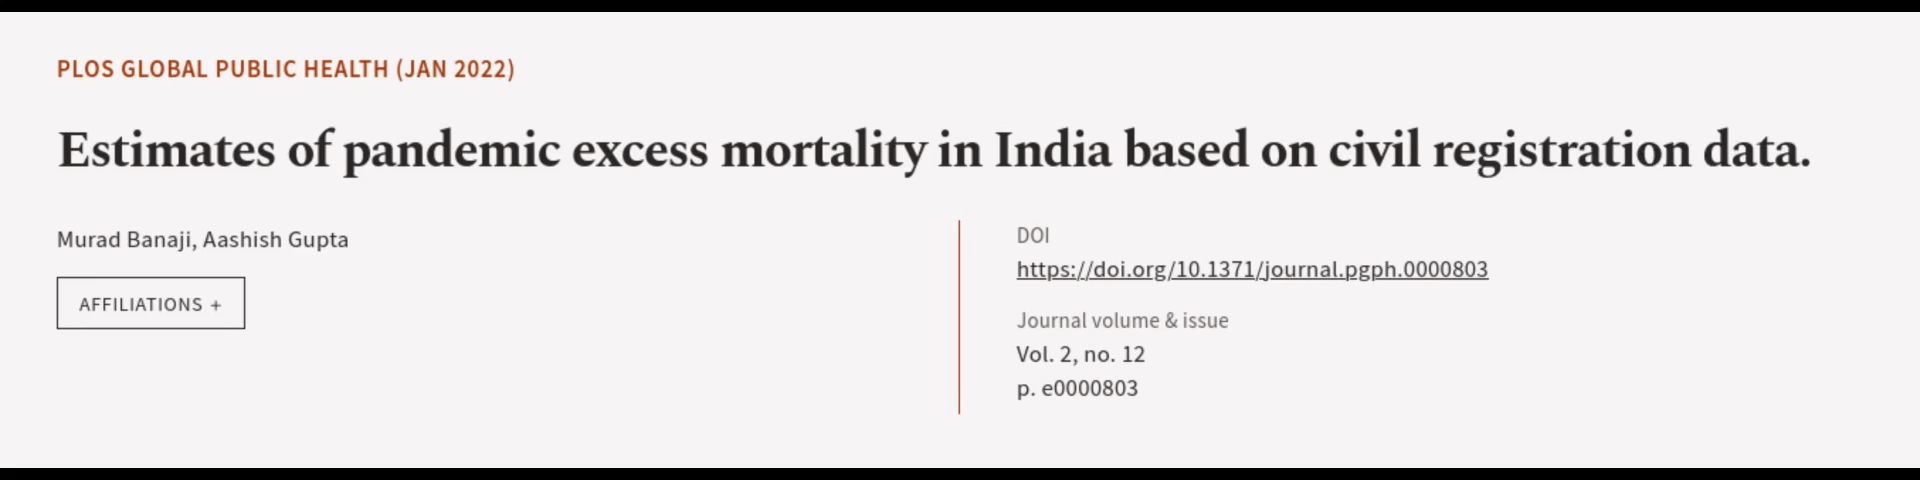 PLOS GLOBAL PUBLIC HEALTH (JAN 2022)
Estimates of pandemic excess mortality in India based on civil registration data.
Murad Banaji, Aashish Gupta
AFFILIATIONS +
DOI
https://doi.org/10.1371/journal.pgph.0000803
Journal volume & issue
Vol. 2, no. 12
p. e0000803